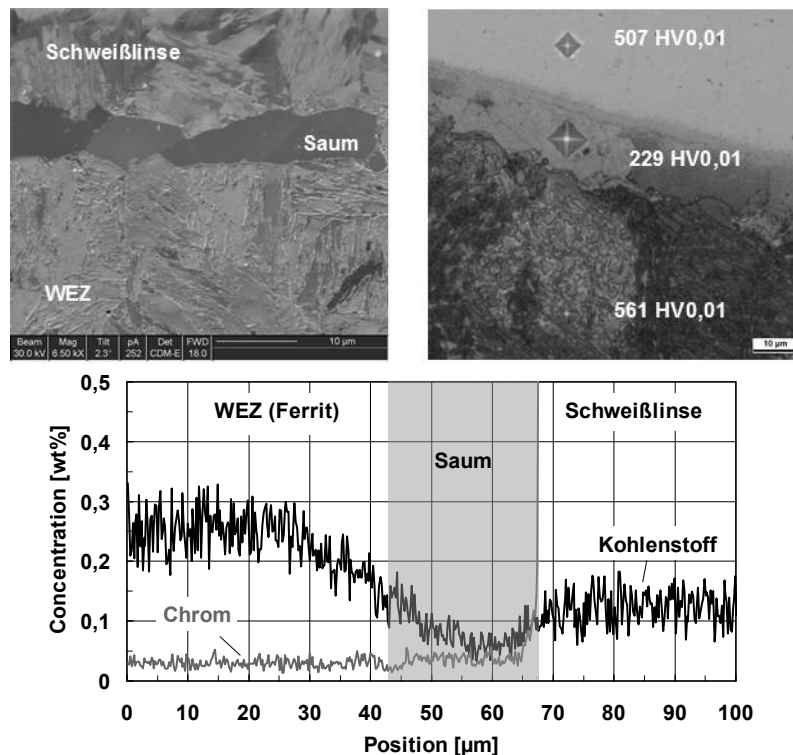 Schweißlinse
Saum
WEZ
Beam Mag Tilt pA Det FWD
30.0 kV 6.50 kX 2.3° 252 CDM-E 18.0
10 µm
507 HV0,01
229 HV0,01
561 HV0,01
10 µm
WEZ (Ferrit)
Schweißlinse
Saum
Kohlenstoff
Chrom
Concentration [wt%]
0,5
0,4
0,3
0,2
0,1
0
0 10 20 30 40 50 60 70 80 90 100
Position [µm]